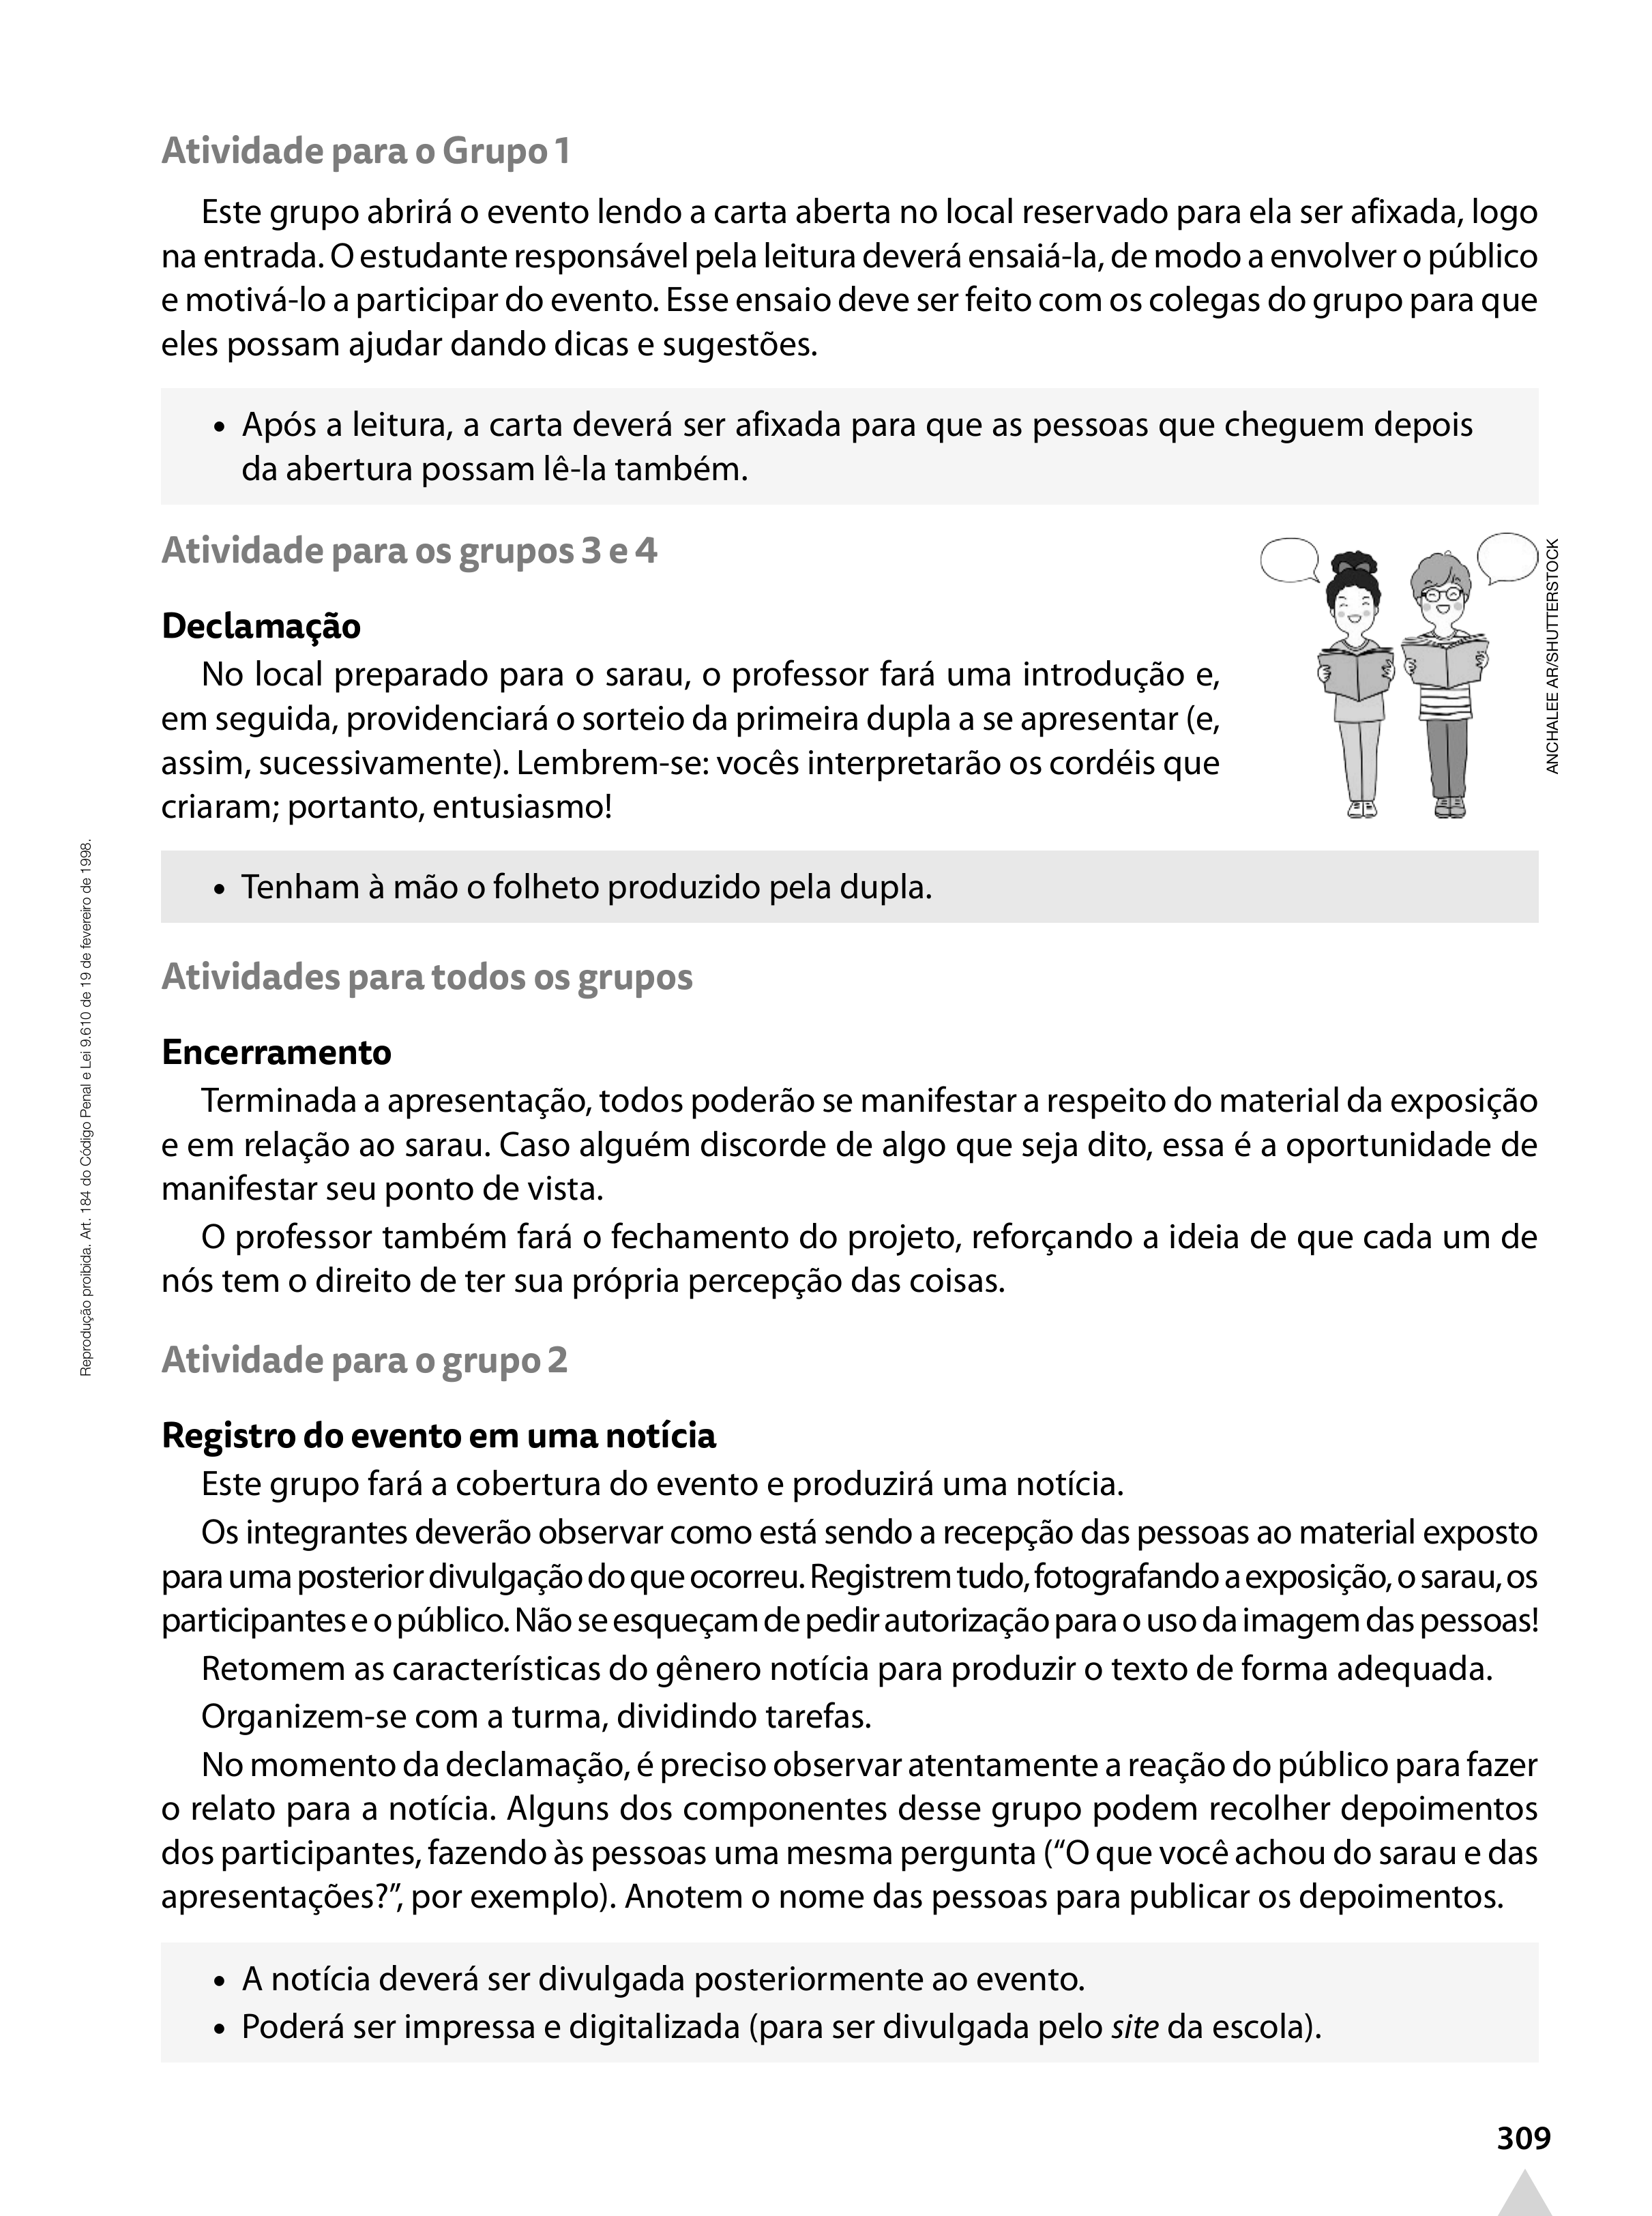 Atividade para o Grupo 1
Este grupo abrirá o evento lendo a carta aberta no local reservado para ela ser afixada, logo
na entrada. O estudante responsável pela leitura deverá ensaiá-la, de modo a envolver o público
e motivá-lo a participar do evento. Esse ensaio deve ser feito com os colegas do grupo para que
eles possam ajudar dando dicas e sugestões.
• Após a leitura, a carta deverá ser afixada para que as pessoas que cheguem depois
da abertura possam lê-la também.
Atividade para os grupos 3 e 4
Declamação
No local preparado para o sarau, o professor fará uma introdução e,
em seguida, providenciará o sorteio da primeira dupla a se apresentar (e,
assim, sucessivamente). Lembrem-se: vocês interpretarão os cordéis que
criaram; portanto, entusiasmo!
ANCHALEE AR/SHUTTERSTOCK
• Tenham à mão o folheto produzido pela dupla.
Atividades para todos os grupos
Encerramento
Terminada a apresentação, todos poderão se manifestar a respeito do material da exposição
e em relação ao sarau. Caso alguém discorde de algo que seja dito, essa é a oportunidade de
manifestar seu ponto de vista.
O professor também fará o fechamento do projeto, reforçando a ideia de que cada um de
nós tem o direito de ter sua própria percepção das coisas.
Atividade para o grupo 2
Registro do evento em uma notícia
Este grupo fará a cobertura do evento e produzirá uma notícia.
Os integrantes deverão observar como está sendo a recepção das pessoas ao material exposto
para uma posterior divulgação do que ocorreu. Registrem tudo, fotografando a exposição, o sarau, os
participantes e o público. Não se esqueçam de pedir autorização para o uso da imagem das pessoas!
Retomem as características do gênero notícia para produzir o texto de forma adequada.
Organizem-se com a turma, dividindo tarefas.
No momento da declamação, é preciso observar atentamente a reação do público para fazer
o relato para a notícia. Alguns dos componentes desse grupo podem recolher depoimentos
dos participantes, fazendo às pessoas uma mesma pergunta (“O que você achou do sarau e das
apresentações?”, por exemplo). Anotem o nome das pessoas para publicar os depoimentos.
• A notícia deverá ser divulgada posteriormente ao evento.
• Poderá ser impressa e digitalizada (para ser divulgada pelo site da escola).
Reprodução proibida. Art. 184 do Código Penal e Lei 9.610 de 19 de fevereiro de 1998.
309